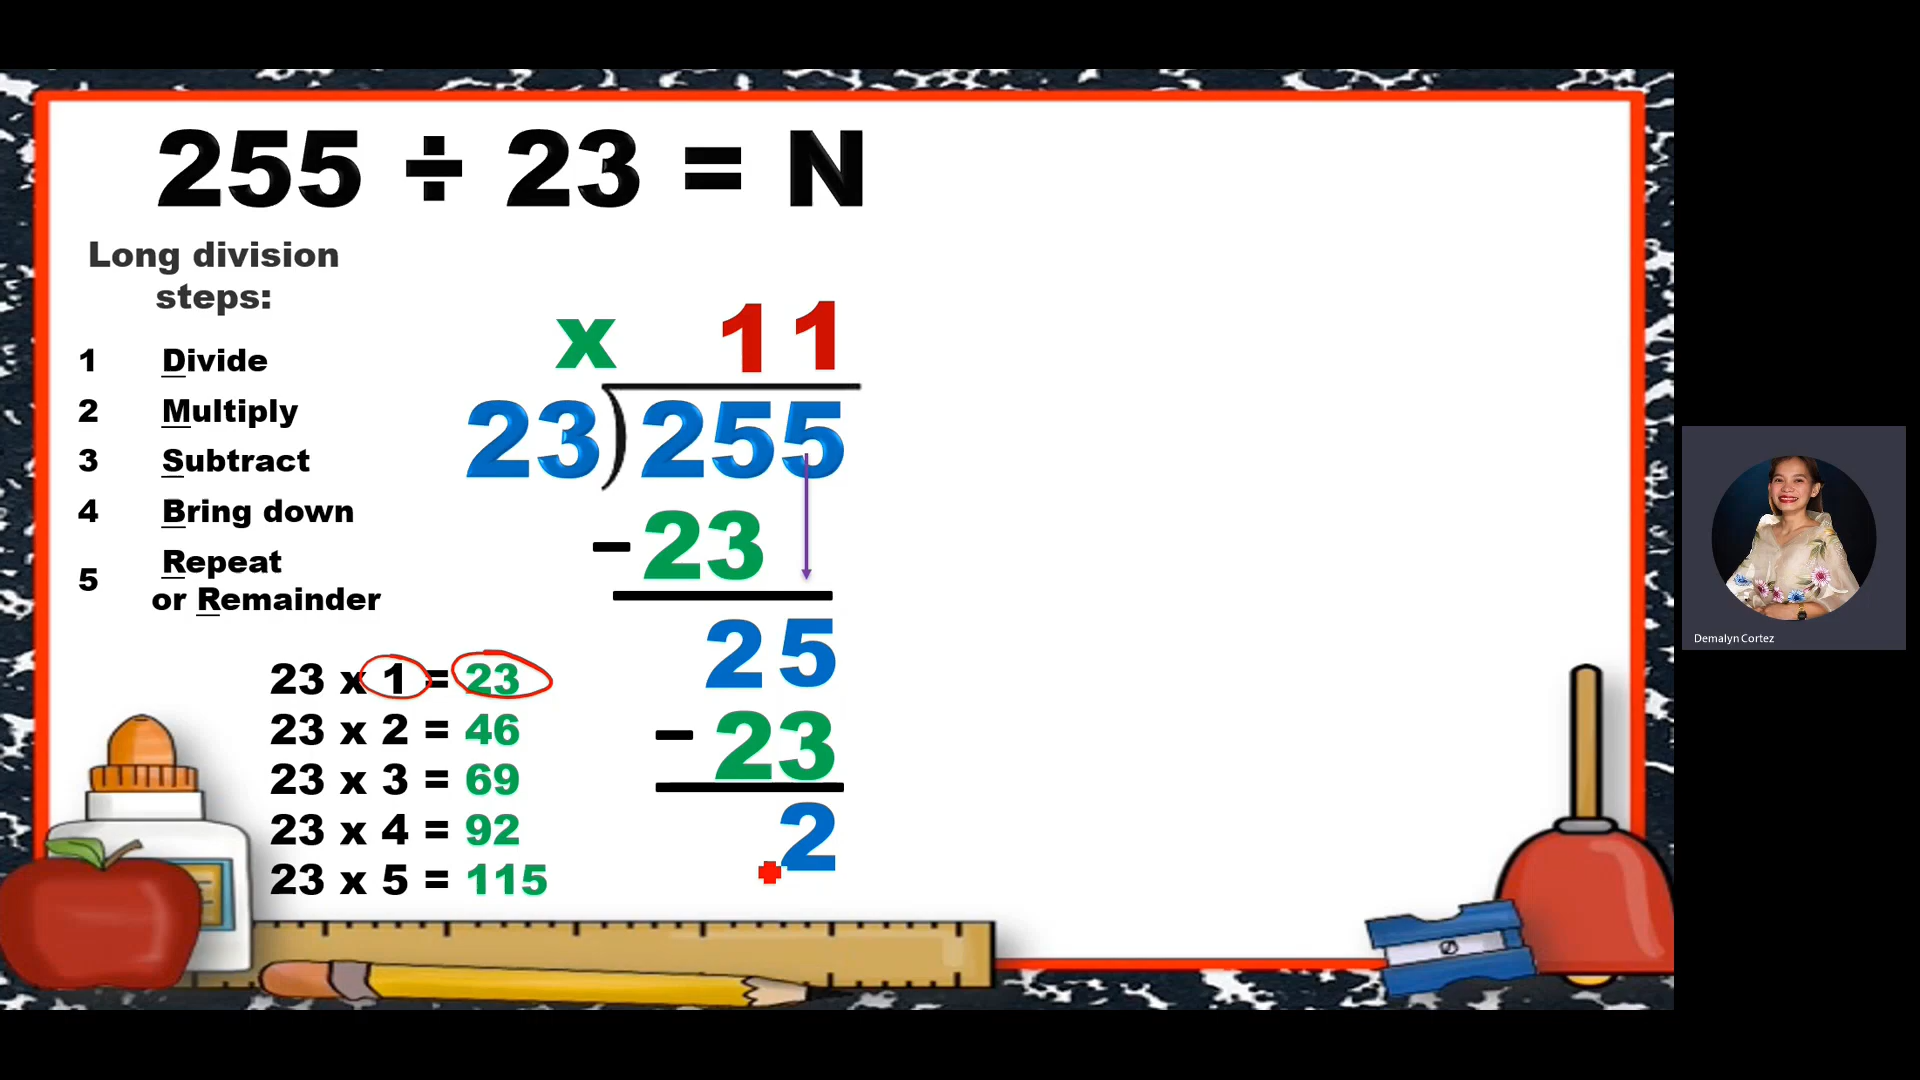 255 ÷ 23 = N
Long division
steps:
1 Divide
2 Multiply
3 Subtract
4 Bring down
5 Repeat
or Remainder
x 11
23)255
-23
25
-23
2
23 x 1 = 23
23 x 2 = 46
23 x 3 = 69
23 x 4 = 92
23 x 5 = 115
Demalyn Cortez